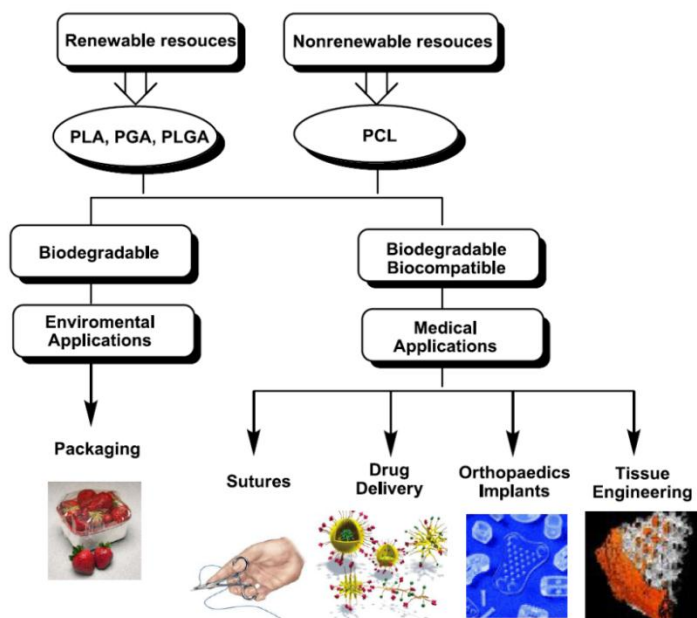 Renewable resouces
Nonrenewable resouces
PLA, PGA, PLGA
PCL
Biodegradable
Biodegradable
Biocompatible
Enviromental
Applications
Medical
Applications
Packaging
Sutures
Drug
Delivery
Orthopaedics
Implants
Tissue
Engineering